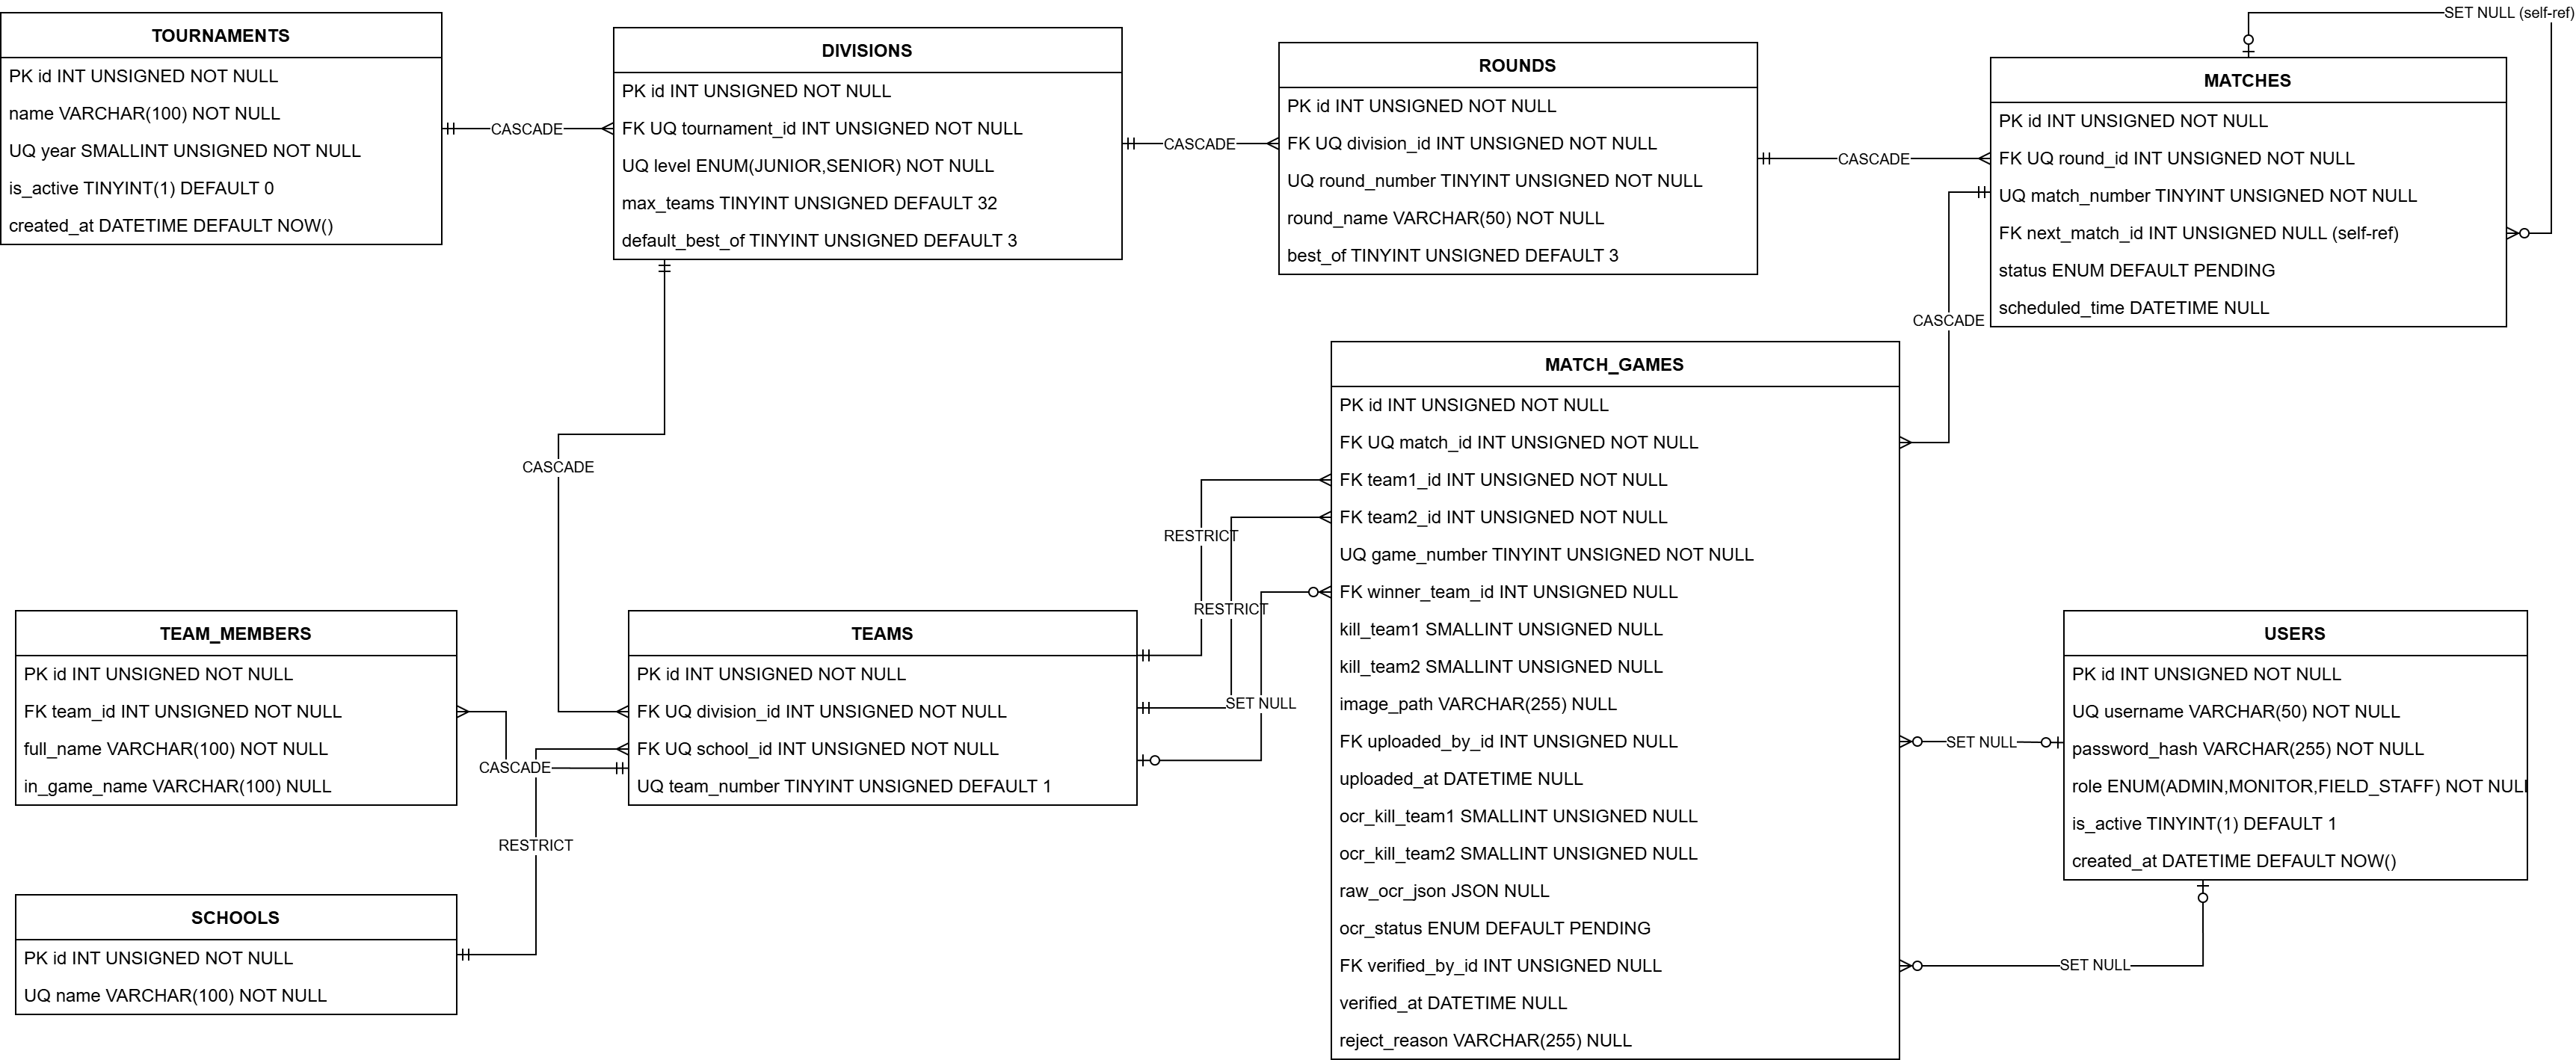 TOURNAMENTS
PK id INT UNSIGNED NOT NULL
name VARCHAR(100) NOT NULL
UQ year SMALLINT UNSIGNED NOT NULL
is_active TINYINT(1) DEFAULT 0
created_at DATETIME DEFAULT NOW()
CASCADE
DIVISIONS
PK id INT UNSIGNED NOT NULL
FK UQ tournament_id INT UNSIGNED NOT NULL
UQ level ENUM(JUNIOR,SENIOR) NOT NULL
max_teams TINYINT UNSIGNED DEFAULT 32
default_best_of TINYINT UNSIGNED DEFAULT 3
CASCADE
ROUNDS
PK id INT UNSIGNED NOT NULL
FK UQ division_id INT UNSIGNED NOT NULL
UQ round_number TINYINT UNSIGNED NOT NULL
round_name VARCHAR(50) NOT NULL
best_of TINYINT UNSIGNED DEFAULT 3
CASCADE
SET NULL (self-ref)
MATCHES
PK id INT UNSIGNED NOT NULL
FK UQ round_id INT UNSIGNED NOT NULL
UQ match_number TINYINT UNSIGNED NOT NULL
FK next_match_id INT UNSIGNED NULL (self-ref)
status ENUM DEFAULT PENDING
scheduled_time DATETIME NULL
CASCADE
CASCADE
TEAM_MEMBERS
PK id INT UNSIGNED NOT NULL
FK team_id INT UNSIGNED NOT NULL
full_name VARCHAR(100) NOT NULL
in_game_name VARCHAR(100) NULL
CASCADE
RESTRICT
SCHOOLS
PK id INT UNSIGNED NOT NULL
UQ name VARCHAR(100) NOT NULL
TEAMS
PK id INT UNSIGNED NOT NULL
FK UQ division_id INT UNSIGNED NOT NULL
FK UQ school_id INT UNSIGNED NOT NULL
UQ team_number TINYINT UNSIGNED DEFAULT 1
RESTRICT
RESTRICT
SET NULL
MATCH_GAMES
PK id INT UNSIGNED NOT NULL
FK UQ match_id INT UNSIGNED NOT NULL
FK team1_id INT UNSIGNED NOT NULL
FK team2_id INT UNSIGNED NOT NULL
UQ game_number TINYINT UNSIGNED NOT NULL
FK winner_team_id INT UNSIGNED NULL
kill_team1 SMALLINT UNSIGNED NULL
kill_team2 SMALLINT UNSIGNED NULL
image_path VARCHAR(255) NULL
FK uploaded_by_id INT UNSIGNED NULL
uploaded_at DATETIME NULL
ocr_kill_team1 SMALLINT UNSIGNED NULL
ocr_kill_team2 SMALLINT UNSIGNED NULL
raw_ocr_json JSON NULL
ocr_status ENUM DEFAULT PENDING
FK verified_by_id INT UNSIGNED NULL
verified_at DATETIME NULL
reject_reason VARCHAR(255) NULL
SET NULL
SET NULL
USERS
PK id INT UNSIGNED NOT NULL
UQ username VARCHAR(50) NOT NULL
password_hash VARCHAR(255) NOT NULL
role ENUM(ADMIN,MONITOR,FIELD_STAFF) NOT NULL
is_active TINYINT(1) DEFAULT 1
created_at DATETIME DEFAULT NOW()